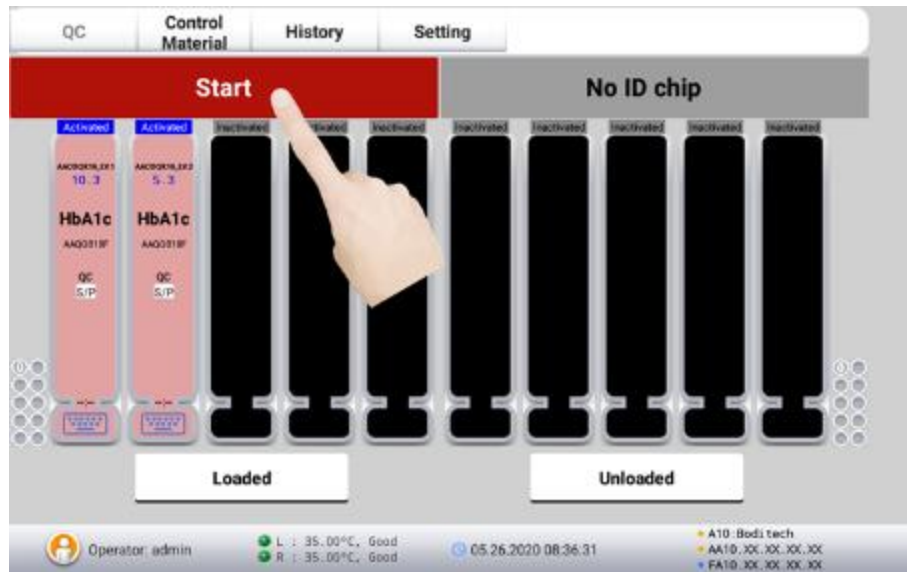 QC
Control
Material
History
Setting
Start
No ID chip
Activated
Activated
Inactivated
Inactivated
Inactivated
Inactivated
Inactivated
Inactivated
Inactivated
10.3
5.3
HbA1c
HbA1c
QC
QC
S/P
S/P
Loaded
Unloaded
Operator: admin
L : 35.00°C, Good
R : 35.00°C, Good
05.26.2020 08:36:31
A10 :Boditech
AA10.XX.XX.XX.XX
FA10.XX.XX.XX.XX